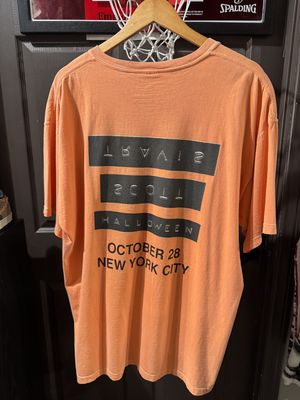 SPALDING
TRAVIS
SCOTT
HALLOWEEN
OCTOBER 28
NEW YORK CITY